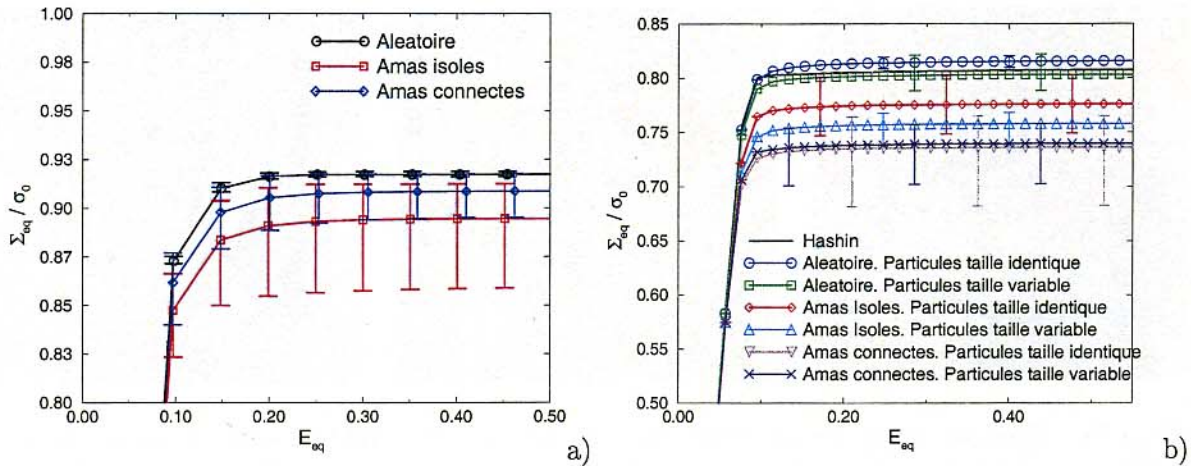 1.00
0.98
0.95
0.93
0.90
0.87
0.85
0.83
0.80
Σeq / σ0
0.00 0.10 0.20 0.30 0.40 0.50
Eeq
Aleatoire
Amas isoles
Amas connectes
a)
0.85
0.80
0.75
0.70
0.65
0.60
0.55
0.50
Σeq / σ0
0.00 0.20 0.40
Eeq
Hashin
Aleatoire. Particules taille identique
Aleatoire. Particules taille variable
Amas Isoles. Particules taille identique
Amas Isoles. Particules taille variable
Amas connectes. Particules taille identique
Amas connectes. Particules taille variable
b)